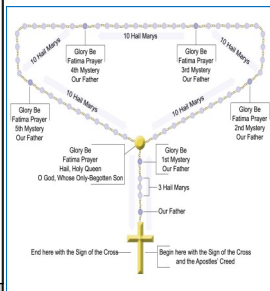 10 Hail Marys
Glory Be
Fatima Prayer
4th Mystery
Our Father
Glory Be
Fatima Prayer
3rd Mystery
Our Father
10 Hail Marys
10 Hail Marys
Glory Be
Fatima Prayer
5th Mystery
Our Father
10 Hail Marys
10 Hail Marys
Glory Be
Fatima Prayer
2nd Mystery
Our Father
Glory Be
Fatima Prayer
Hail, Holy Queen
O God, Whose Only-Begotten Son
Glory Be
1st Mystery
Our Father
3 Hail Marys
Our Father
End here with the Sign of the Cross
Begin here with the Sign of the Cross
and the Apostles' Creed